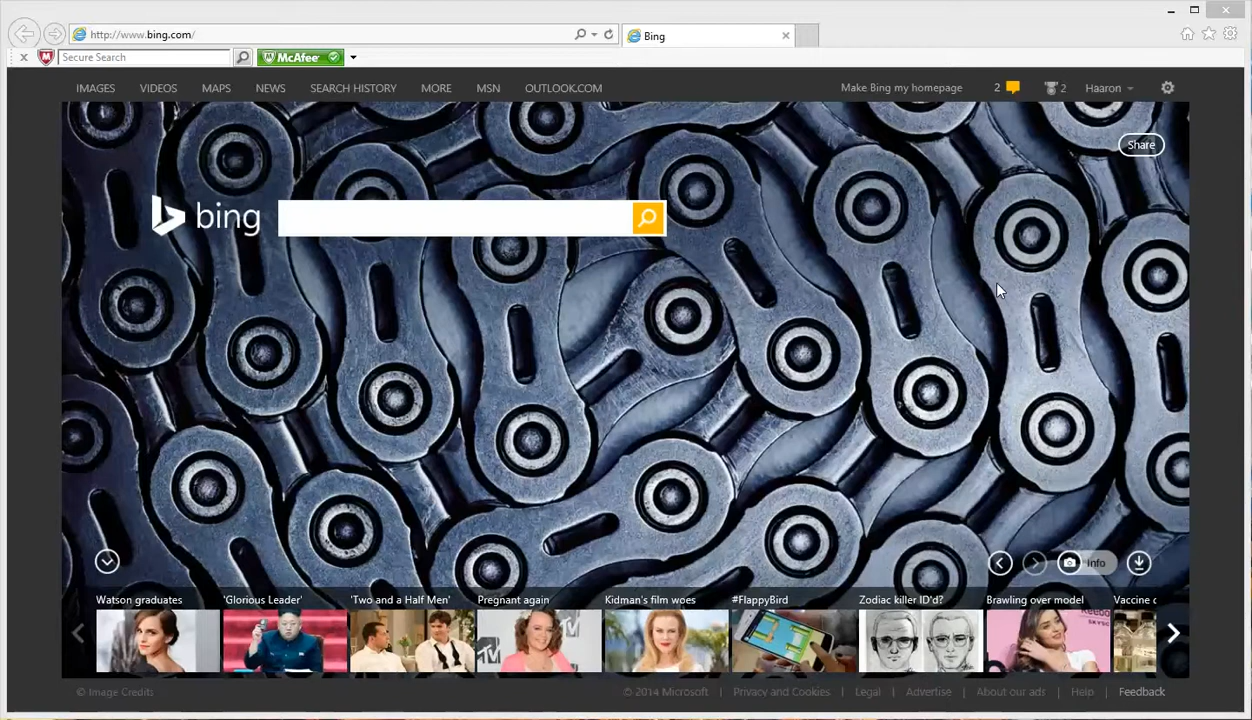 http://www.bing.com/
Bing
Secure Search
McAfee
IMAGES VIDEOS MAPS NEWS SEARCH HISTORY MORE MSN OUTLOOK.COM Make Bing my homepage 2 2 Haaron
Share
bing
Info
Watson graduates 'Glorious Leader' 'Two and a Half Men' Pregnant again Kidman's film woes #FlappyBird Zodiac killer ID'd? Brawling over model Vaccine c
© Image Credits © 2014 Microsoft | Privacy and Cookies | Legal | Advertise | About our ads | Help | Feedback